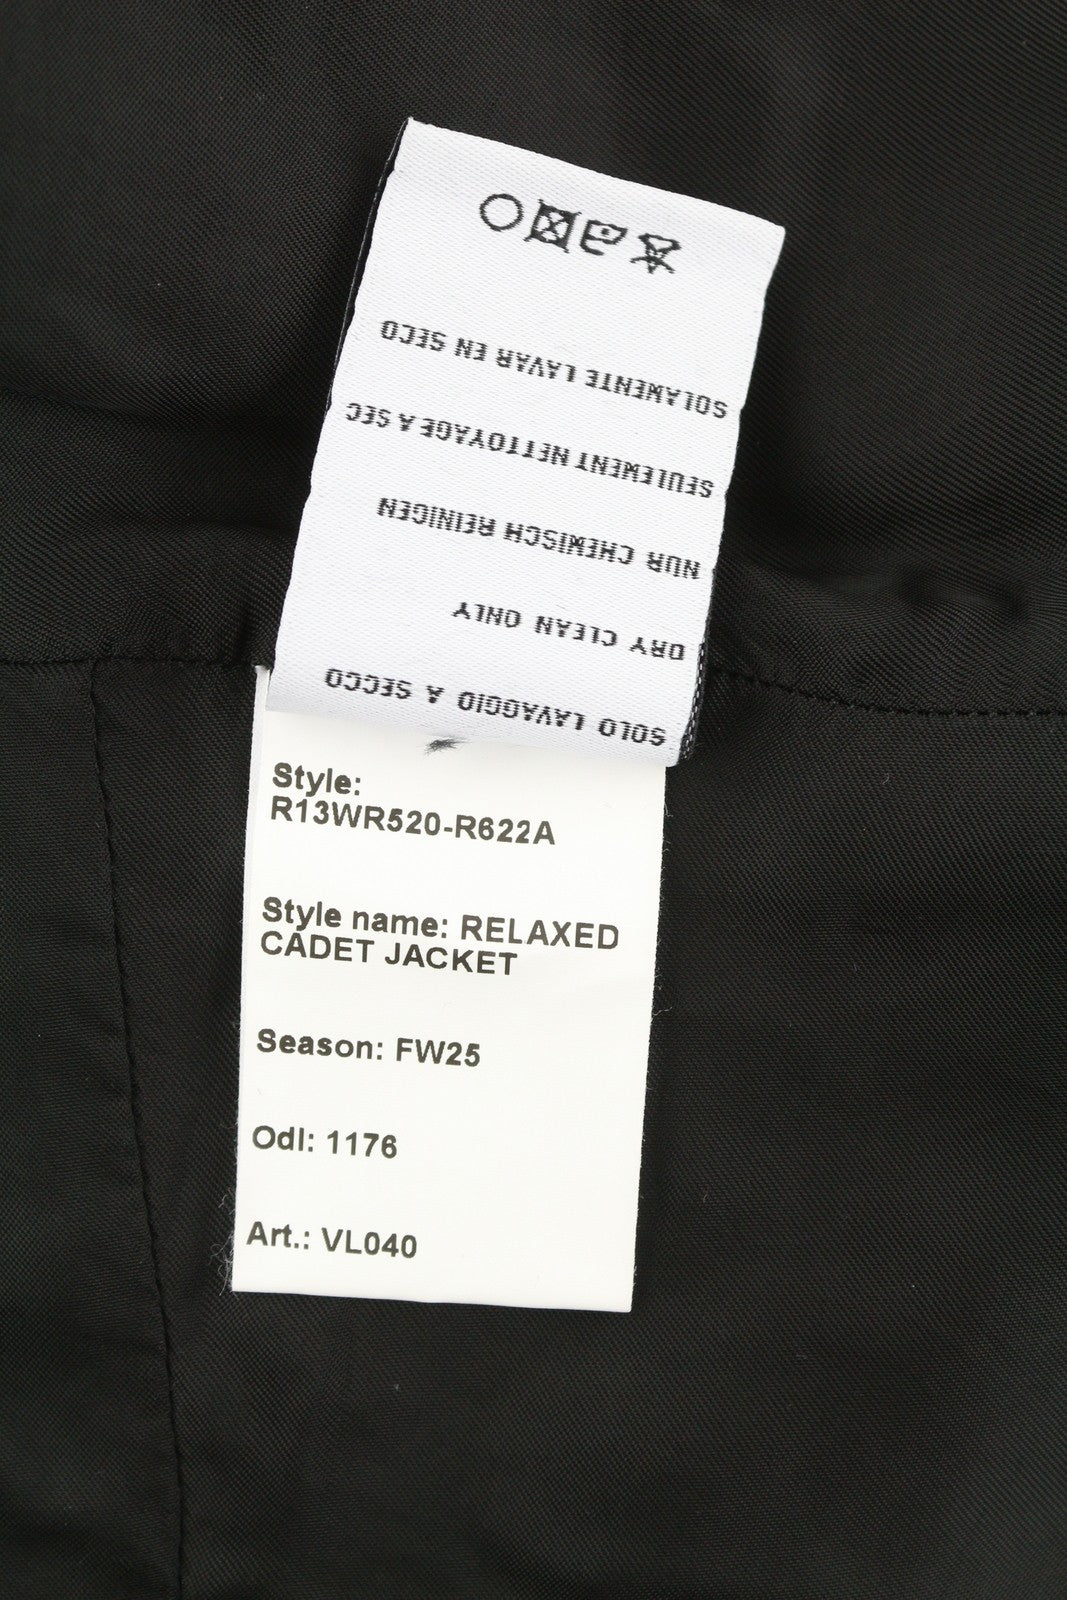 SOLO LAVAGGIO A SECCO
DRY CLEAN ONLY
NUR CHEMISCH REINIGEN
SEULEMENT NETTOYAGE A SEC
SOLAMENTE LAVAR EN SECO
Style:
R13WR520-R622A
Style name: RELAXED
CADET JACKET
Season: FW25
Odl: 1176
Art.: VL040